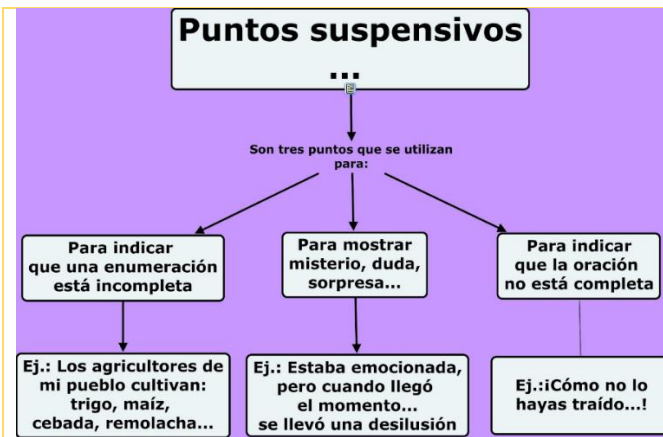 Puntos suspensivos
...
Son tres puntos que se utilizan
para:
Para indicar
que una enumeración
está incompleta
Para mostrar
misterio, duda,
sorpresa...
Para indicar
que la oración
no está completa
Ej.: Los agricultores de
mi pueblo cultivan:
trigo, maíz,
cebada, remolacha...
Ej.: Estaba emocionada,
pero cuando llegó
el momento...
se llevó una desilusión
Ej.:¡Cómo no lo
hayas traído...!